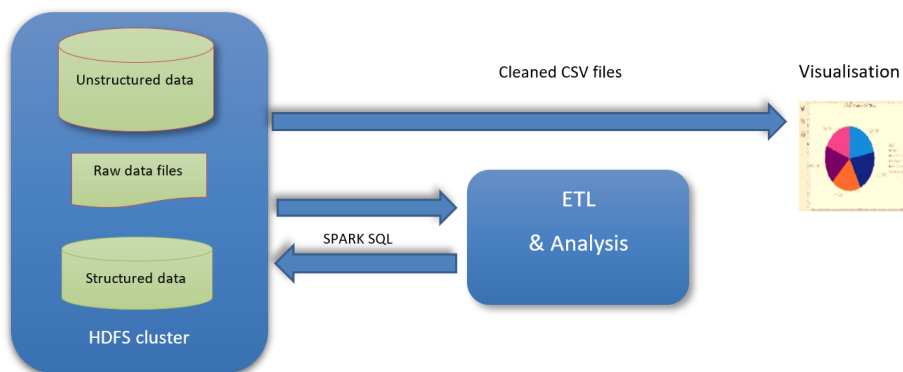 Unstructured data
Raw data files
Structured data
HDFS cluster
Cleaned CSV files
Visualisation
SPARK SQL
ETL
& Analysis